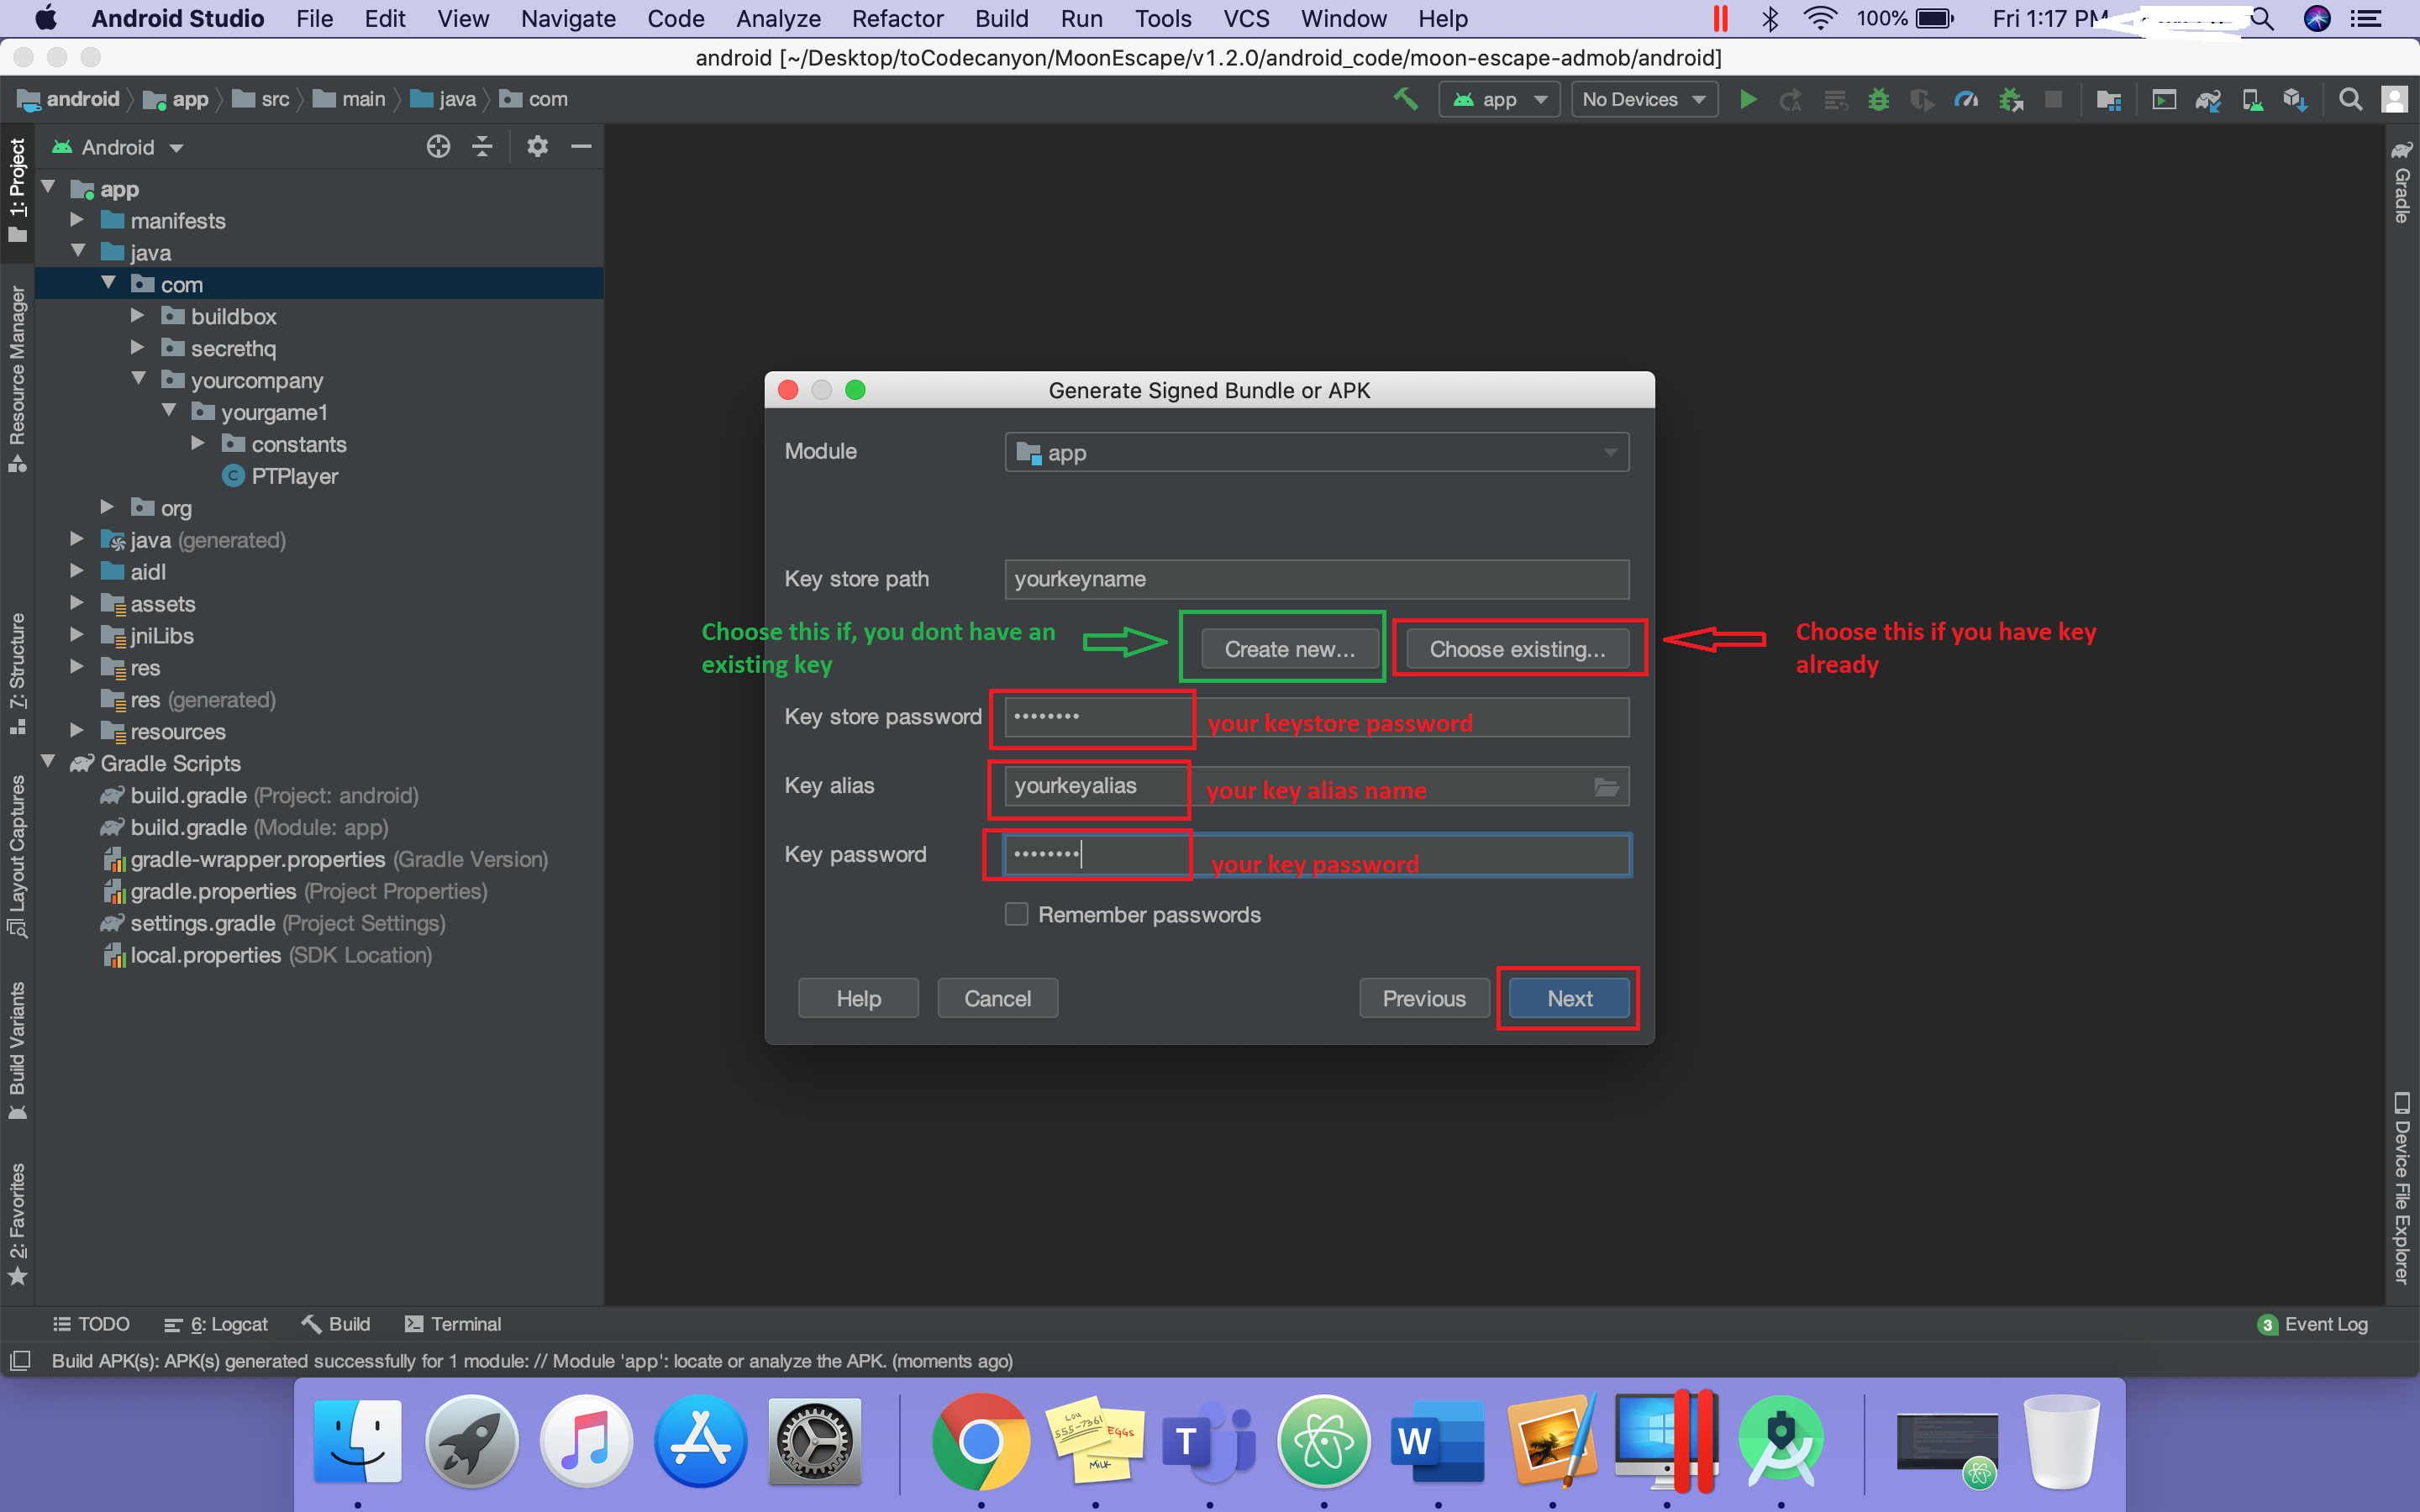 Android Studio File Edit View Navigate Code Analyze Refactor Build Run Tools VCS Window Help 100% Fri 1:17 PM
android [~/Desktop/toCodecanyon/MoonEscape/v1.2.0/android_code/moon-escape-admob/android]
android app src main java com app No Devices
1: Project
Resource Manager
7: Structure
Layout Captures
Build Variants
2: Favorites
Android
app
manifests
java
com
buildbox
secrethq
yourcompany
yourgame1
constants
PTPlayer
org
java (generated)
aidl
assets
jniLibs
res
res (generated)
resources
Gradle Scripts
build.gradle (Project: android)
build.gradle (Module: app)
gradle-wrapper.properties (Gradle Version)
gradle.properties (Project Properties)
settings.gradle (Project Settings)
local.properties (SDK Location)
Generate Signed Bundle or APK
Module app
Key store path yourkeyname
Choose this if, you dont have an
existing key
Create new... Choose existing...
Choose this if you have key
already
Key store password •••••••• your keystore password
Key alias yourkeyalias your key alias name
Key password •••••••• your key password
Remember passwords
Help Cancel Previous Next
Gradle
Device File Explorer
TODO 6: Logcat Build Terminal 3 Event Log
Build APK(s): APK(s) generated successfully for 1 module: // Module 'app': locate or analyze the APK. (moments ago)
LOU
555-7361
EGGS
MILK
T
W